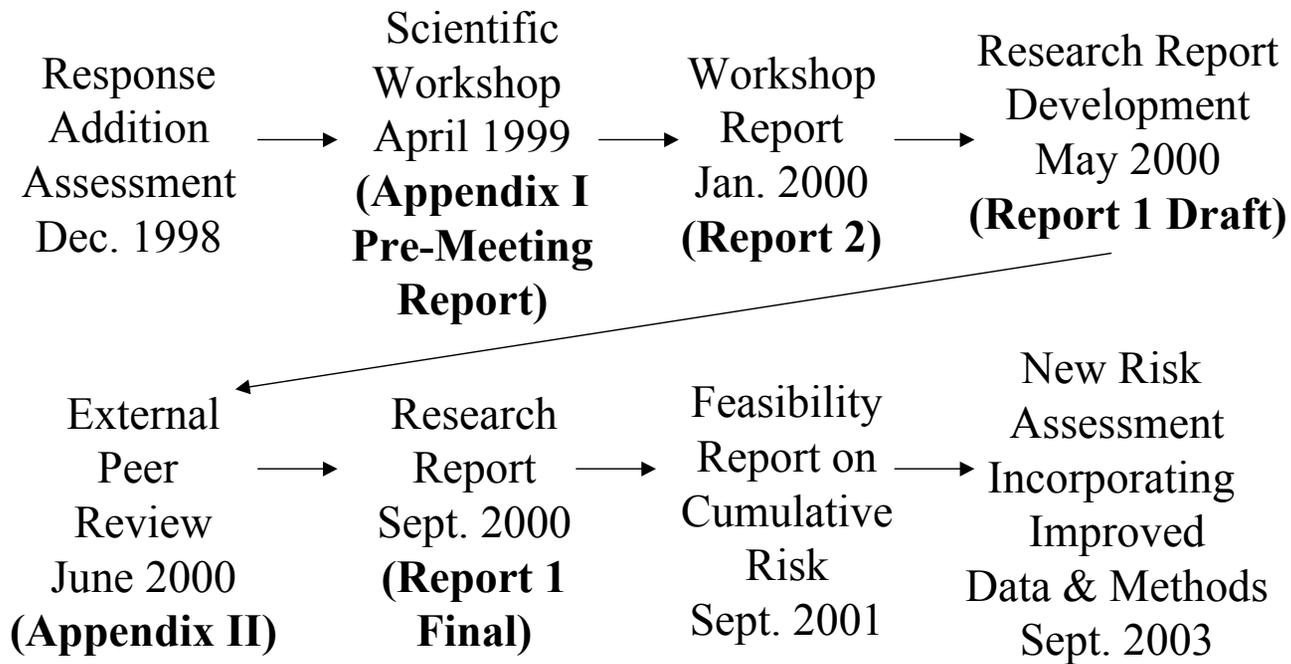 Response
Addition
Assessment
Dec. 1998
Scientific
Workshop
April 1999
(Appendix I
Pre-Meeting
Report)
Workshop
Report
Jan. 2000
(Report 2)
Research Report
Development
May 2000
(Report 1 Draft)
External
Peer
Review
June 2000
(Appendix II)
Research
Report
Sept. 2000
(Report 1
Final)
Feasibility
Report on
Cumulative
Risk
Sept. 2001
New Risk
Assessment
Incorporating
Improved
Data & Methods
Sept. 2003